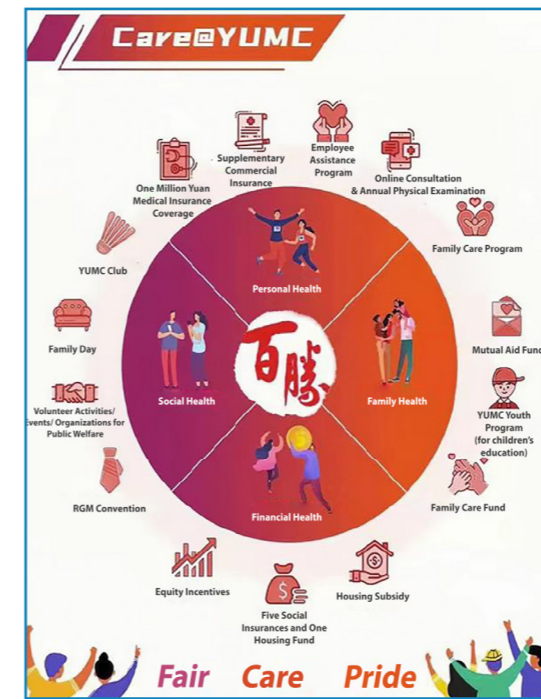 Care@YUMC
Employee
Assistance
Program
Supplementary
Commercial
Insurance
Online Consultation
& Annual Physical Examination
One Million Yuan
Medical Insurance
Coverage
Family Care Program
YUMC Club
Personal Health
Family Day
Mutual Aid Fund
百勝
Social Health
Family Health
Volunteer Activities/
Events/ Organizations for
Public Welfare
YUMC Youth
Program
(for children's
education)
RGM Convention
Family Care Fund
Financial Health
Equity Incentives
Housing Subsidy
Five Social
Insurances and One
Housing Fund
Fair Care Pride